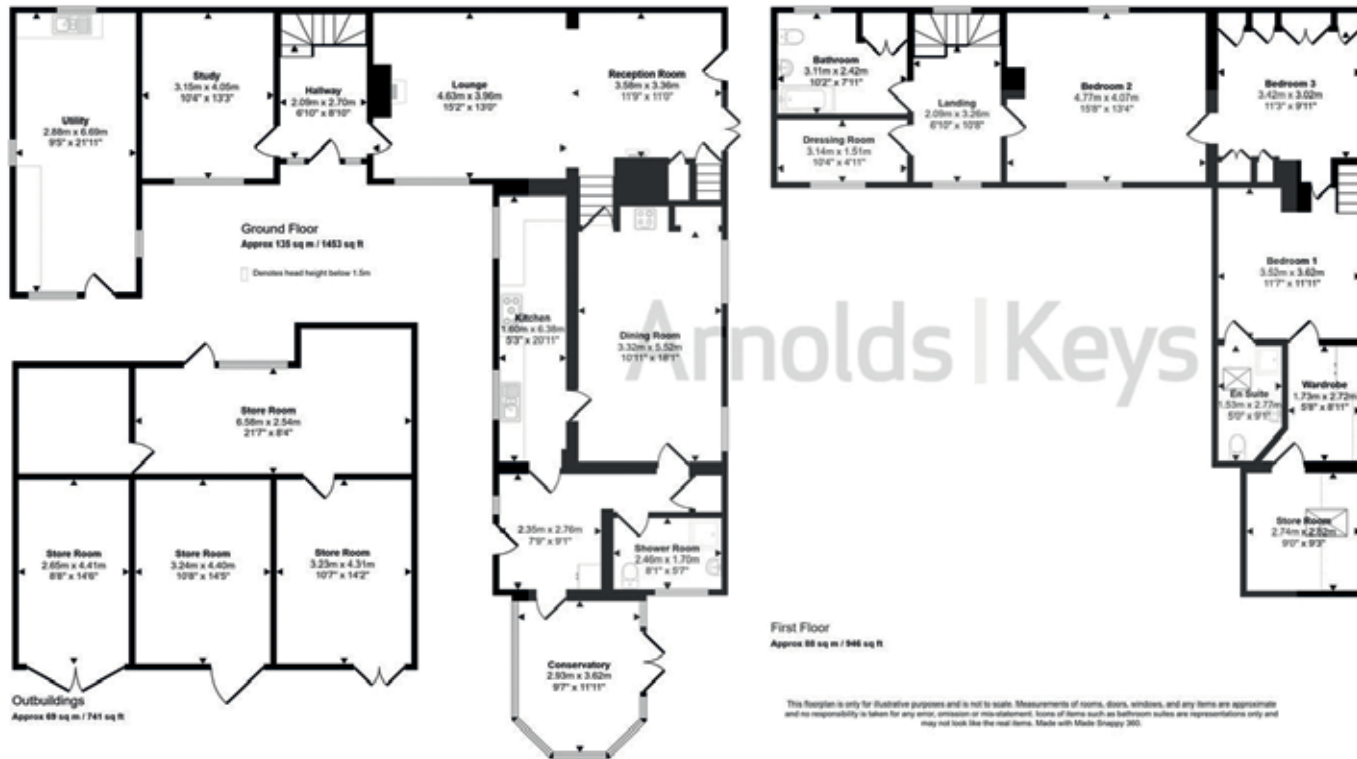 Utility
2.88m x 6.69m
9'5" x 21'11"
Study
3.15m x 4.05m
10'4" x 13'3"
Hallway
2.09m x 2.70m
6'10" x 8'10"
Lounge
4.63m x 3.96m
15'2" x 13'0"
Reception Room
3.58m x 3.36m
11'9" x 11'0"
Ground Floor
Approx 135 sq m / 1453 sq ft
Denotes head height below 1.5m
Kitchen
1.60m x 6.38m
5'3" x 20'11"
Dining Room
3.32m x 5.52m
10'11" x 18'1"
2.35m x 2.76m
7'9" x 9'1"
Shower Room
2.46m x 1.70m
8'1" x 5'7"
Conservatory
2.93m x 3.62m
9'7" x 11'11"
Store Room
6.58m x 2.54m
21'7" x 8'4"
Store Room
2.65m x 4.41m
8'8" x 14'6"
Store Room
3.24m x 4.40m
10'8" x 14'5"
Store Room
3.23m x 4.31m
10'7" x 14'2"
Outbuildings
Approx 69 sq m / 741 sq ft
Bathroom
3.11m x 2.42m
10'2" x 7'11"
Dressing Room
3.14m x 1.51m
10'4" x 4'11"
Landing
2.09m x 3.26m
6'10" x 10'8"
Bedroom 2
4.77m x 4.07m
15'8" x 13'4"
Bedroom 3
3.42m x 3.02m
11'3" x 9'11"
Bedroom 1
3.52m x 3.62m
11'7" x 11'11"
En Suite
1.53m x 2.77m
5'0" x 9'1"
Wardrobe
1.73m x 2.72m
5'8" x 8'11"
Store Room
2.74m x 2.82m
9'0" x 9'3"
First Floor
Approx 88 sq m / 946 sq ft
Arnolds | Keys
This floorplan is only for illustrative purposes and is not to scale. Measurements of rooms, doors, windows, and any items are approximate
and no responsibility is taken for any error, omission or mis-statement. Icons of items such as bathroom suites are representations only and
may not look like the real items. Made with Made Snappy 360.